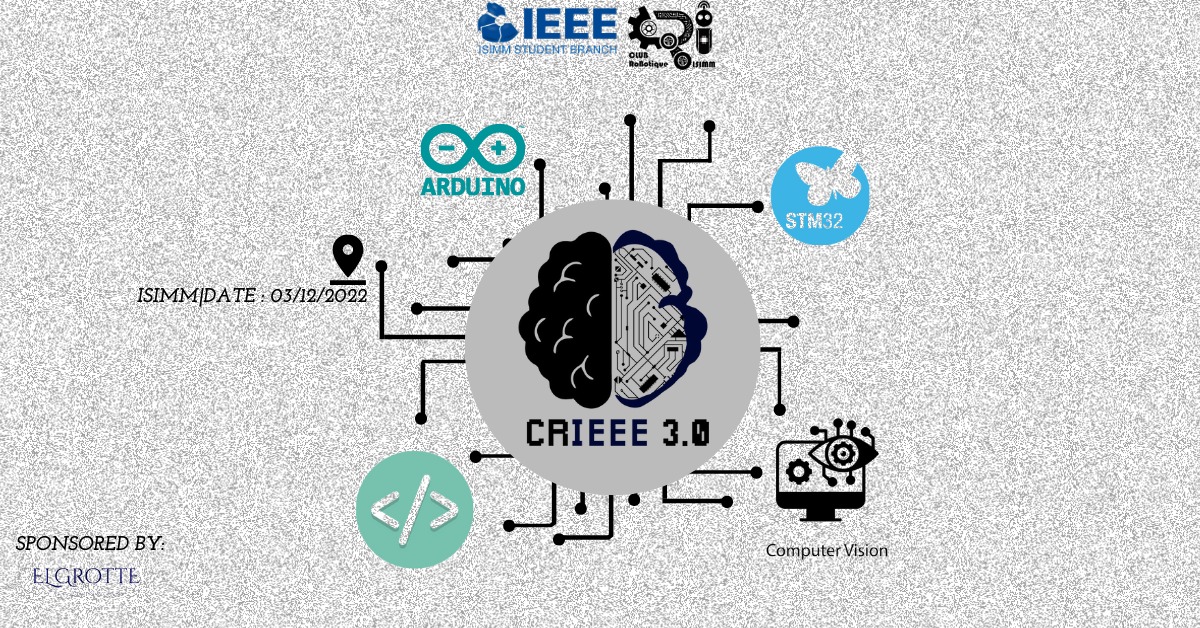 IEEE
ISIMM STUDENT BRANCH
CLUB
RoBotique ISIMM
ARDUINO
STM32
ISIMM|DATE : 03/12/2022
CRIEEE 3.0
</>
Computer Vision
SPONSORED BY:
ELGROTTE